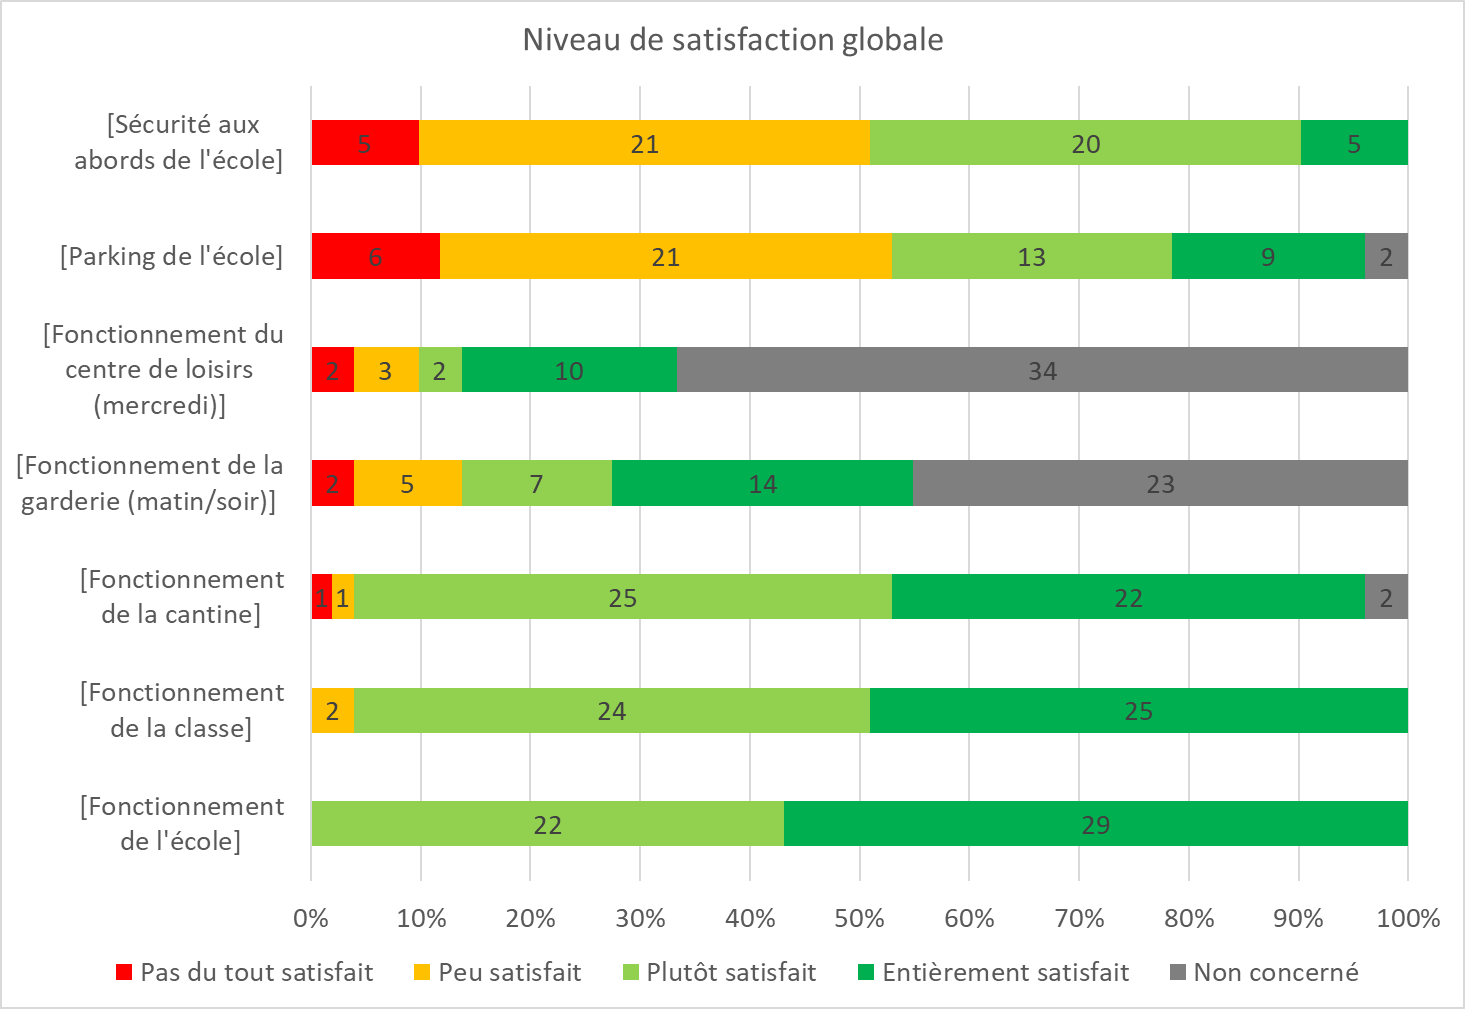 Niveau de satisfaction globale
[Sécurité aux
abords de l'école]
5 21 20 5
[Parking de l'école]
6 21 13 9 2
[Fonctionnement du
centre de loisirs
(mercredi)]
2 3 2 10 34
[Fonctionnement de la
garderie (matin/soir)]
2 5 7 14 23
[Fonctionnement
de la cantine]
1 1 25 22 2
[Fonctionnement
de la classe]
2 24 25
[Fonctionnement
de l'école]
22 29
0% 10% 20% 30% 40% 50% 60% 70% 80% 90% 100%
Pas du tout satisfait Peu satisfait Plutôt satisfait Entièrement satisfait Non concerné